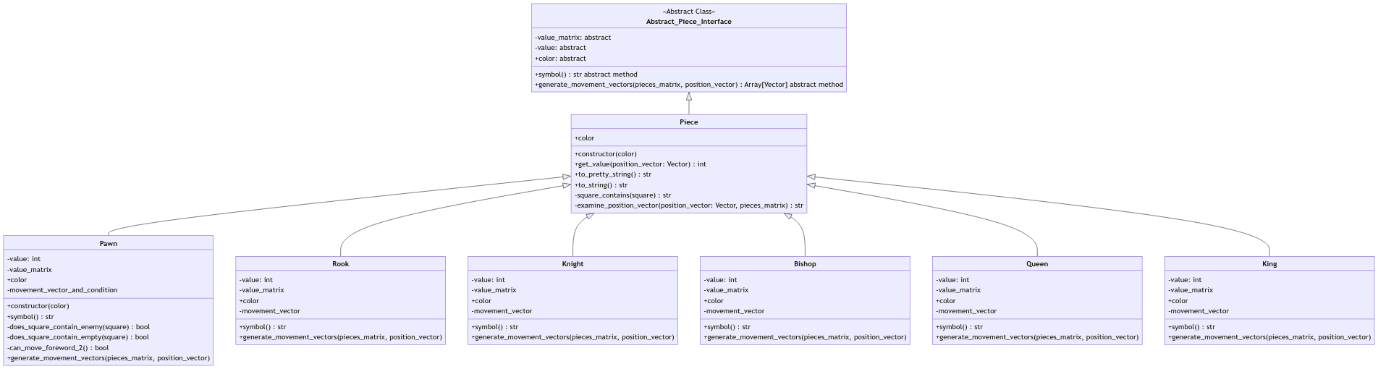 «Abstract Class»
Abstract_Piece_Interface
-value_matrix: abstract
-value: abstract
+color: abstract
+symbol() : str abstract method
+generate_movement_vectors(pieces_matrix, position_vector) : Array[Vector] abstract method
Piece
+color
+constructor(color)
+get_value(position_vector: Vector) : int
+to_pretty_string() : str
+to_string() : str
-square_contains(square) : str
-examine_position_vector(position_vector: Vector, pieces_matrix) : str
Pawn
-value: int
-value_matrix
+color
-movement_vector_and_condition
+constructor(color)
+symbol() : str
-does_square_contain_enemy(square) : bool
-does_square_contain_empty(square) : bool
-can_move_foreword_2() : bool
+generate_movement_vectors(pieces_matrix, position_vector)
Rook
-value: int
-value_matrix
+color
-movement_vector
+symbol() : str
+generate_movement_vectors(pieces_matrix, position_vector)
Knight
-value: int
-value_matrix
+color
-movement_vector
+symbol() : str
+generate_movement_vectors(pieces_matrix, position_vector)
Bishop
-value: int
-value_matrix
+color
-movement_vector
+symbol() : str
+generate_movement_vectors(pieces_matrix, position_vector)
Queen
-value: int
-value_matrix
+color
-movement_vector
+symbol() : str
+generate_movement_vectors(pieces_matrix, position_vector)
King
-value: int
-value_matrix
+color
-movement_vector
+symbol() : str
+generate_movement_vectors(pieces_matrix, position_vector)